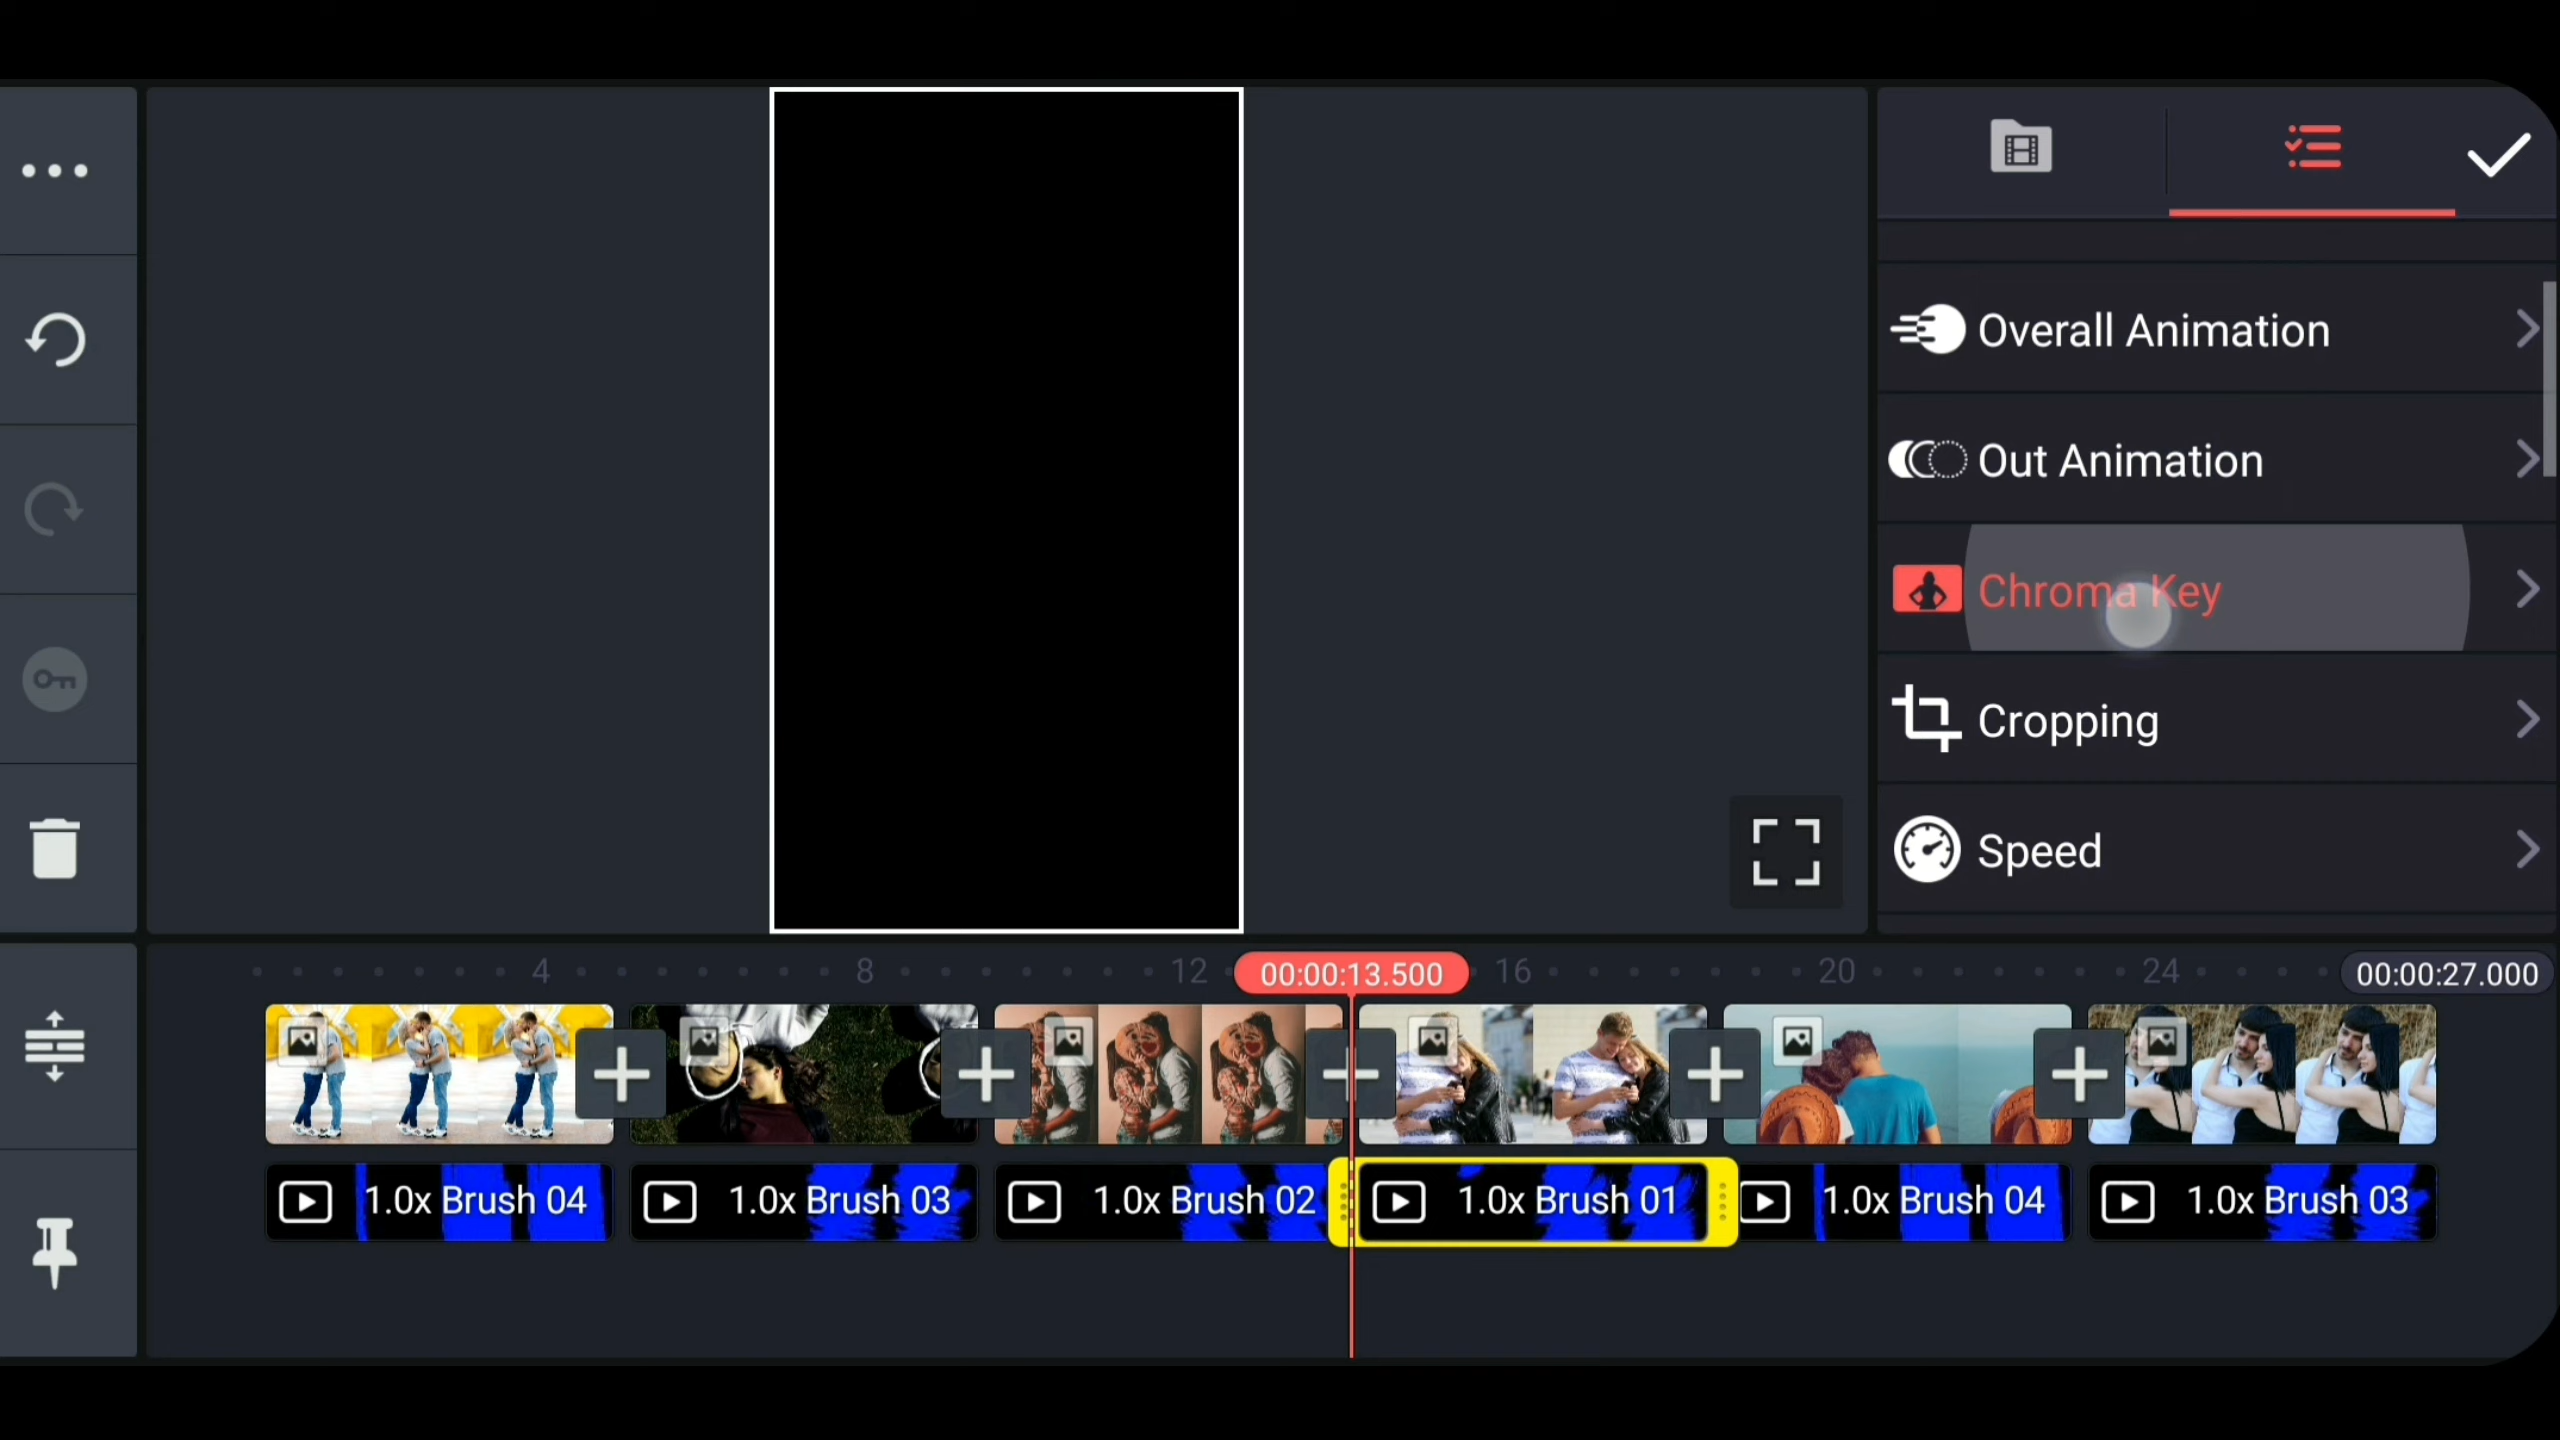 Overall Animation
Out Animation
Chroma Key
Cropping
Speed
4 8 12 00:00:13.500 16 20 24 00:00:27.000
1.0x Brush 04
1.0x Brush 03
1.0x Brush 02
1.0x Brush 01
1.0x Brush 04
1.0x Brush 03